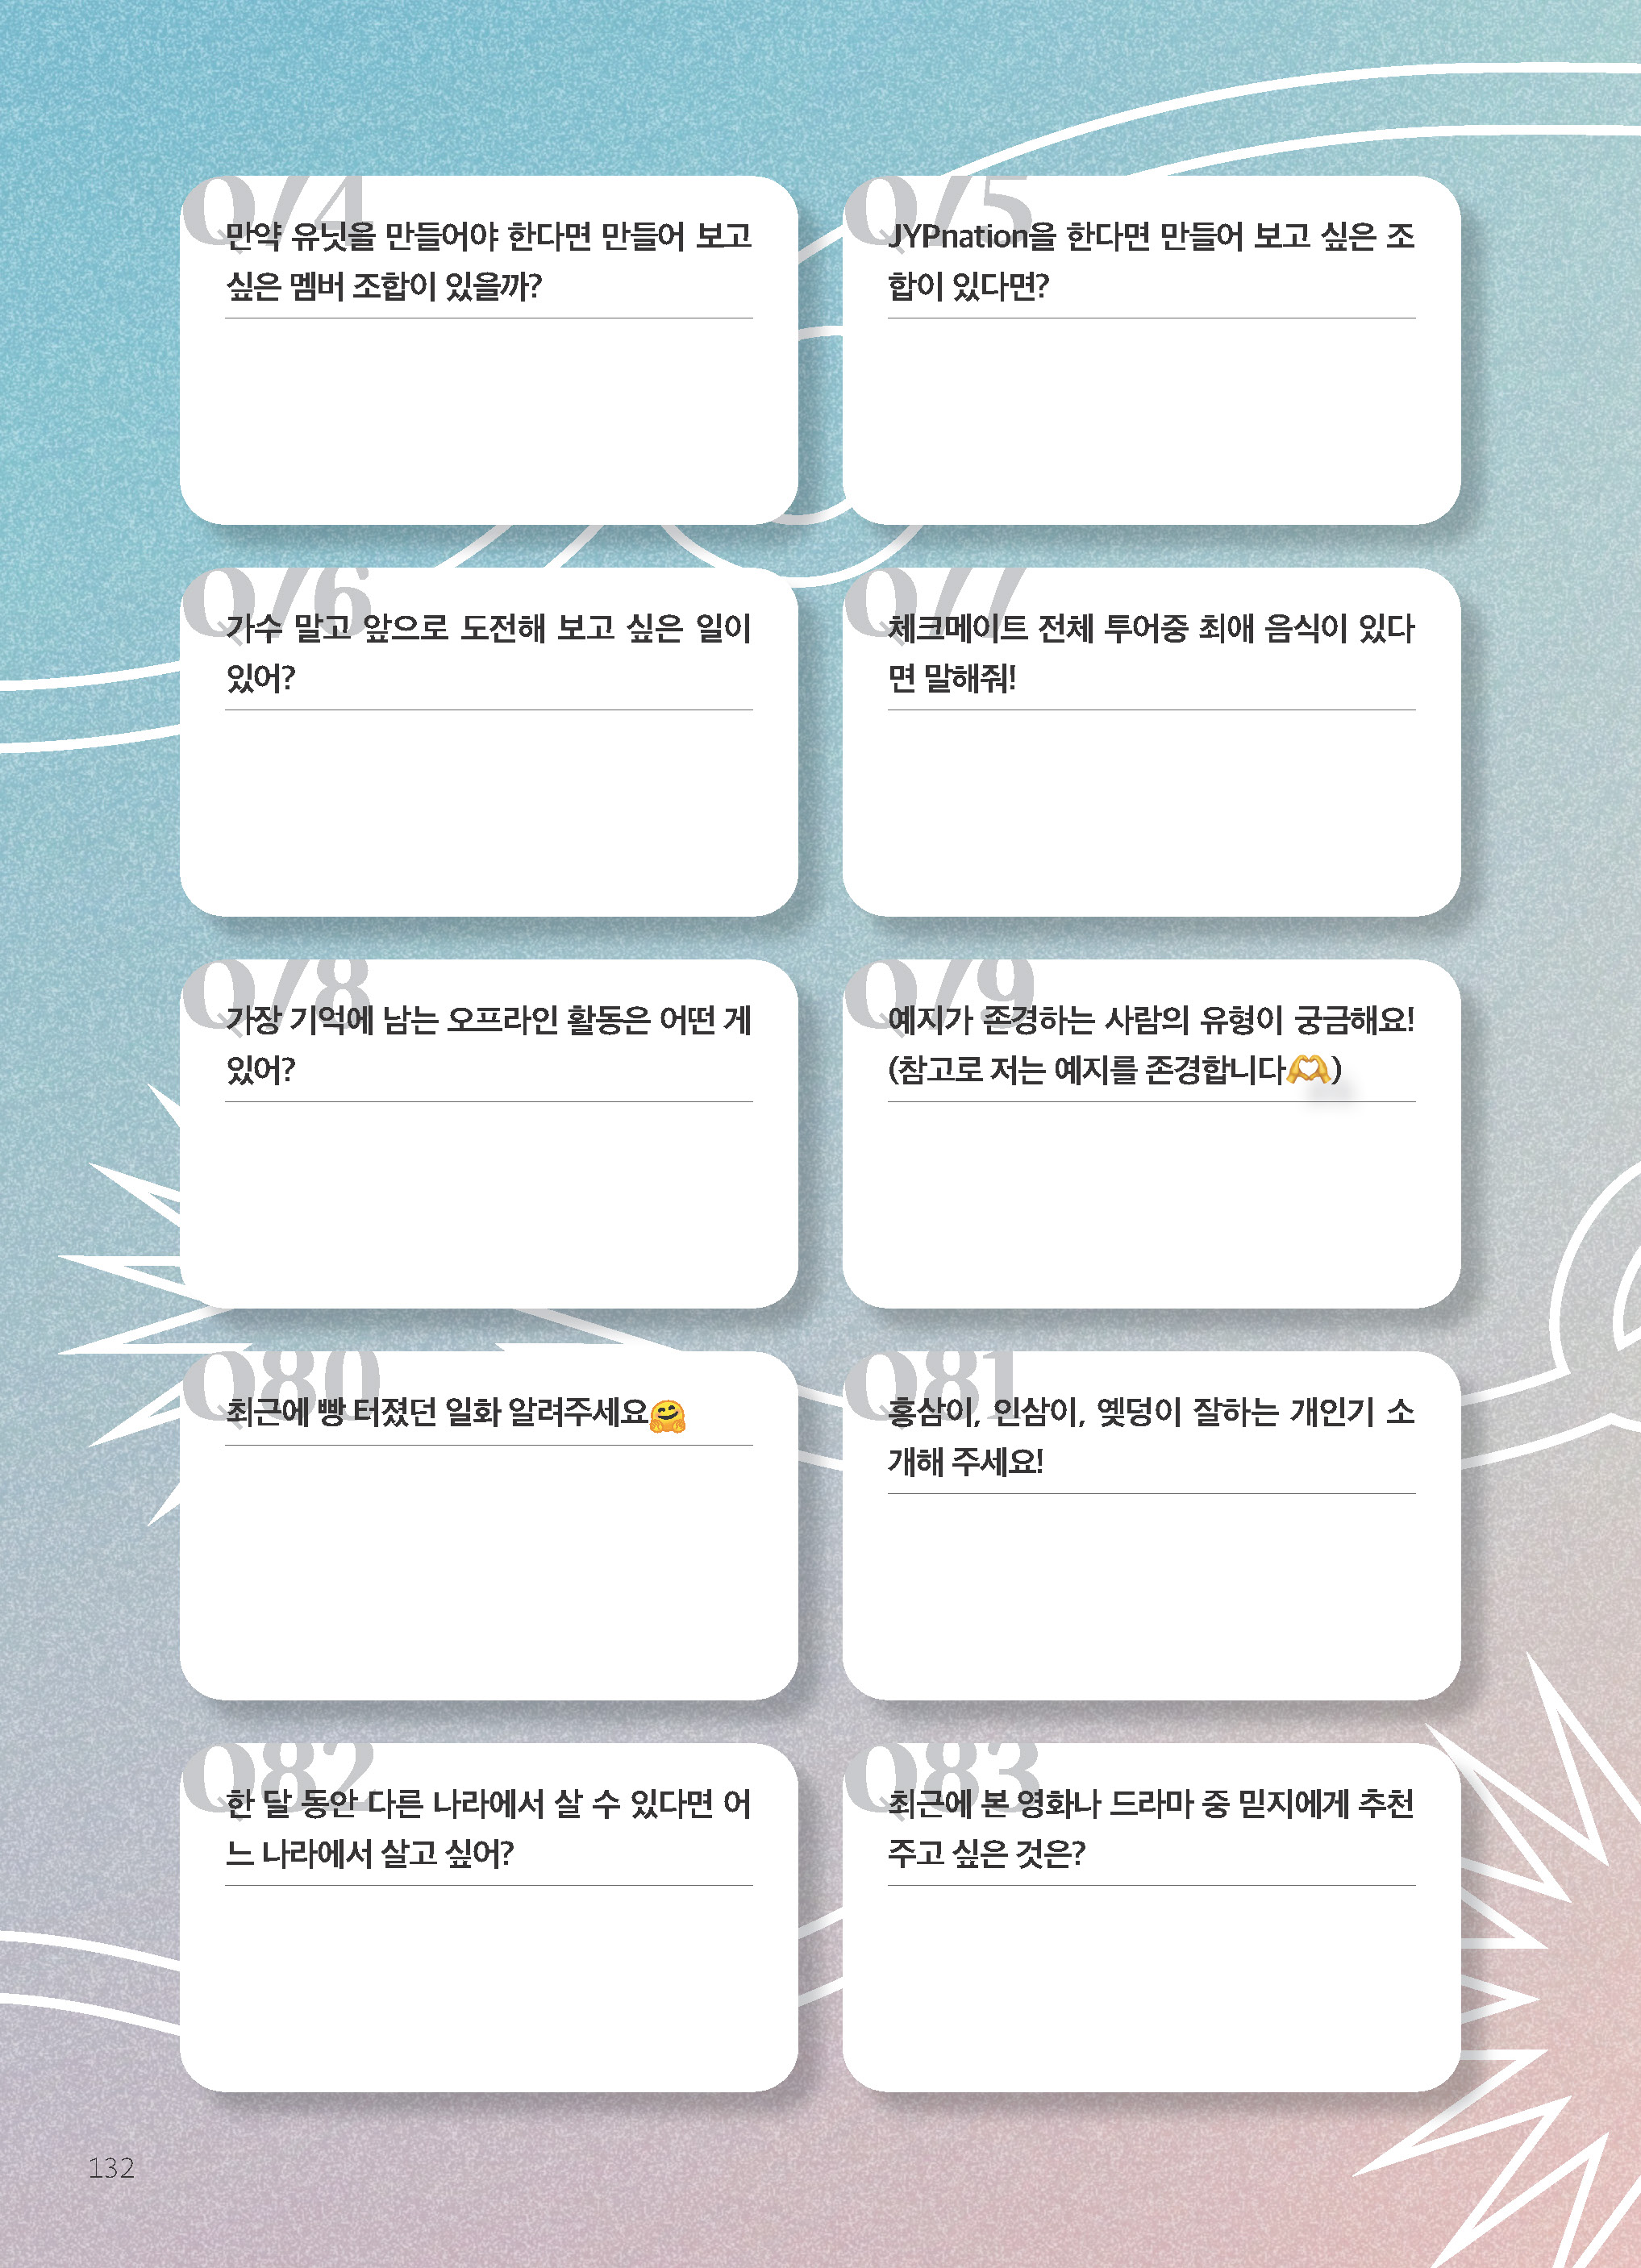 Q74
만약 유닛을 만들어야 한다면 만들어 보고
싶은 멤버 조합이 있을까?
Q75
JYPnation을 한다면 만들어 보고 싶은 조
합이 있다면?
Q76
가수 말고 앞으로 도전해 보고 싶은 일이
있어?
Q77
체크메이트 전체 투어중 최애 음식이 있다
면 말해줘!
Q78
가장 기억에 남는 오프라인 활동은 어떤 게
있어?
Q79
예지가 존경하는 사람의 유형이 궁금해요!
(참고로 저는 예지를 존경합니다🫶)
Q80
최근에 빵 터졌던 일화 알려주세요🤗
Q81
홍삼이, 인삼이, 옞덩이 잘하는 개인기 소
개해 주세요!
Q82
한 달 동안 다른 나라에서 살 수 있다면 어
느 나라에서 살고 싶어?
Q83
최근에 본 영화나 드라마 중 믿지에게 추천
주고 싶은 것은?
132